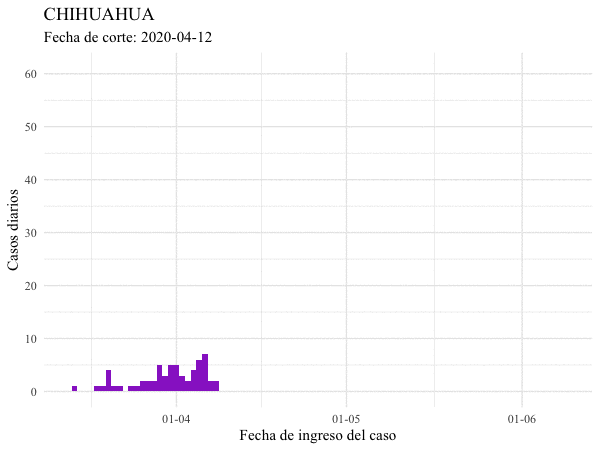 CHIHUAHUA
Fecha de corte: 2020-04-12
60
50
40
30
20
10
0
Casos diarios
01-04 01-05 01-06
Fecha de ingreso del caso